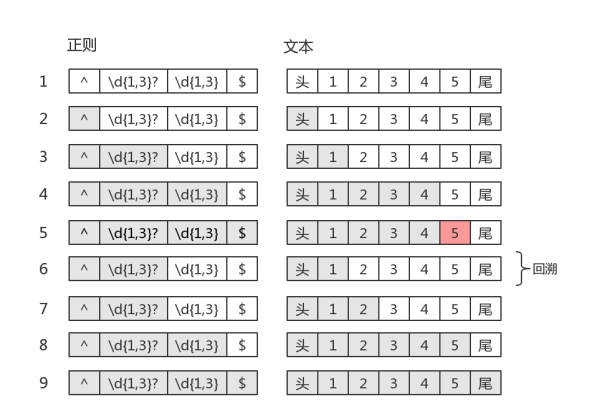 正则 文本
1 ^ \d{1,3}? \d{1,3} $ 头 1 2 3 4 5 尾
2 ^ \d{1,3}? \d{1,3} $ 头 1 2 3 4 5 尾
3 ^ \d{1,3}? \d{1,3} $ 头 1 2 3 4 5 尾
4 ^ \d{1,3}? \d{1,3} $ 头 1 2 3 4 5 尾
5 ^ \d{1,3}? \d{1,3} $ 头 1 2 3 4 5 尾
6 ^ \d{1,3}? \d{1,3} $ 头 1 2 3 4 5 尾 回溯
7 ^ \d{1,3}? \d{1,3} $ 头 1 2 3 4 5 尾
8 ^ \d{1,3}? \d{1,3} $ 头 1 2 3 4 5 尾
9 ^ \d{1,3}? \d{1,3} $ 头 1 2 3 4 5 尾